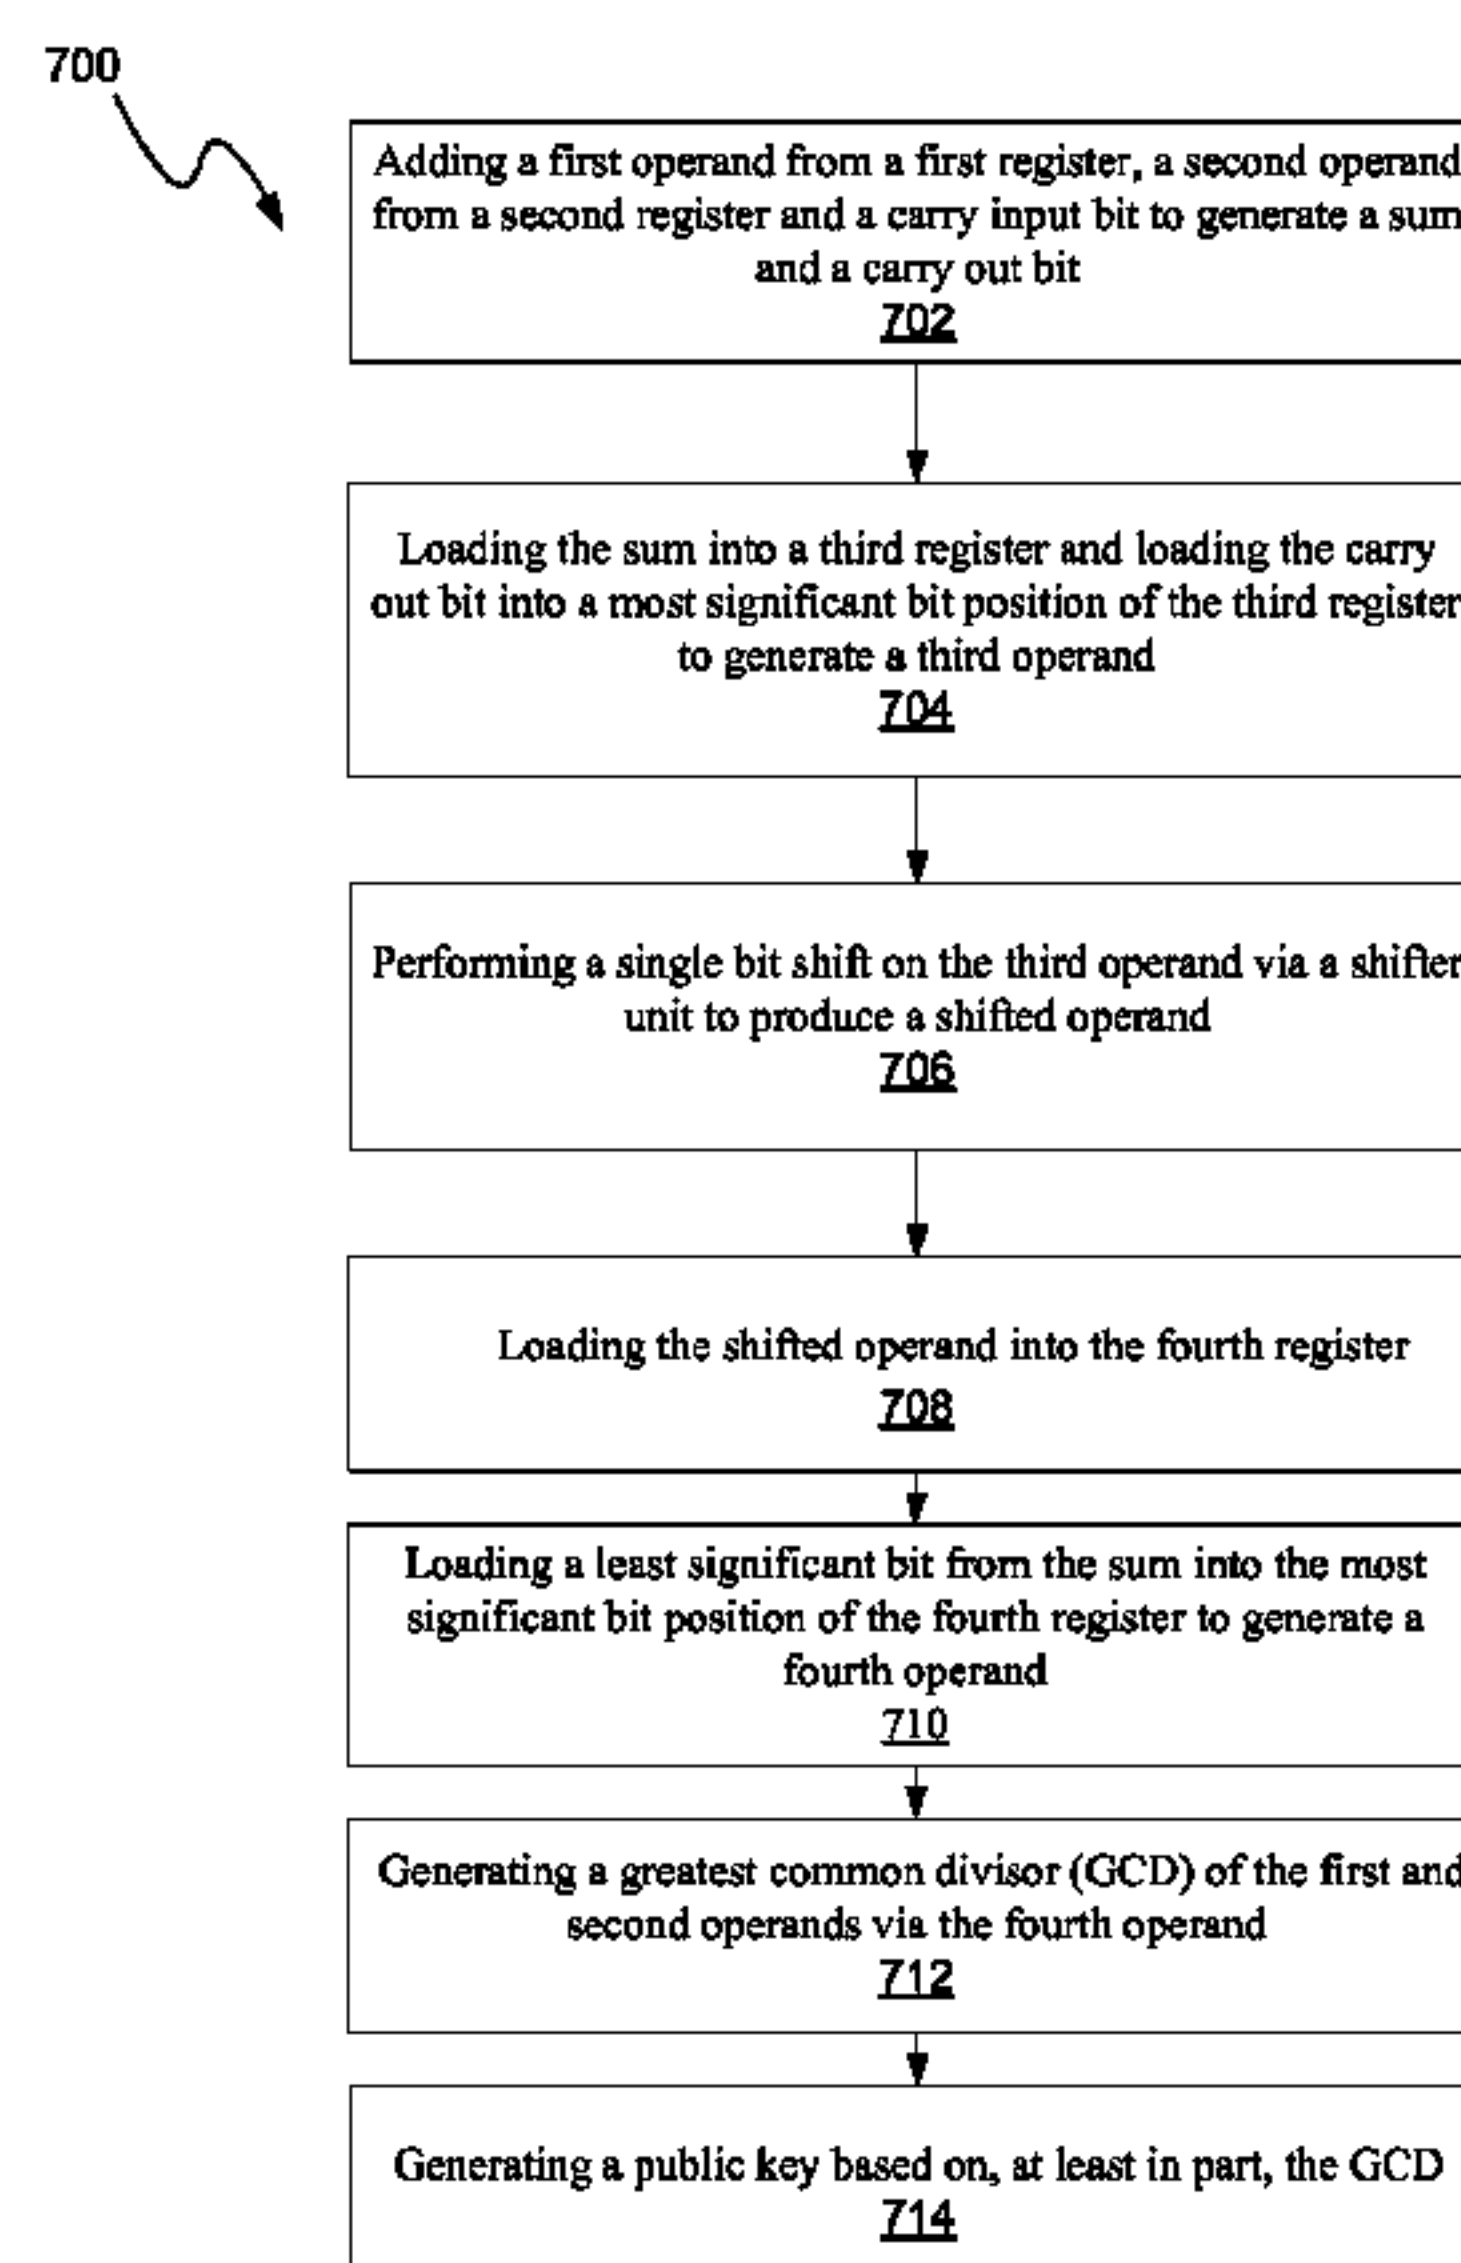 700
Adding a first operand from a first register, a second operand
from a second register and a carry input bit to generate a sum
and a carry out bit
702
Loading the sum into a third register and loading the carry
out bit into a most significant bit position of the third register
to generate a third operand
704
Performing a single bit shift on the third operand via a shifter
unit to produce a shifted operand
706
Loading the shifted operand into the fourth register
708
Loading a least significant bit from the sum into the most
significant bit position of the fourth register to generate a
fourth operand
710
Generating a greatest common divisor (GCD) of the first and
second operands via the fourth operand
712
Generating a public key based on, at least in part, the GCD
714